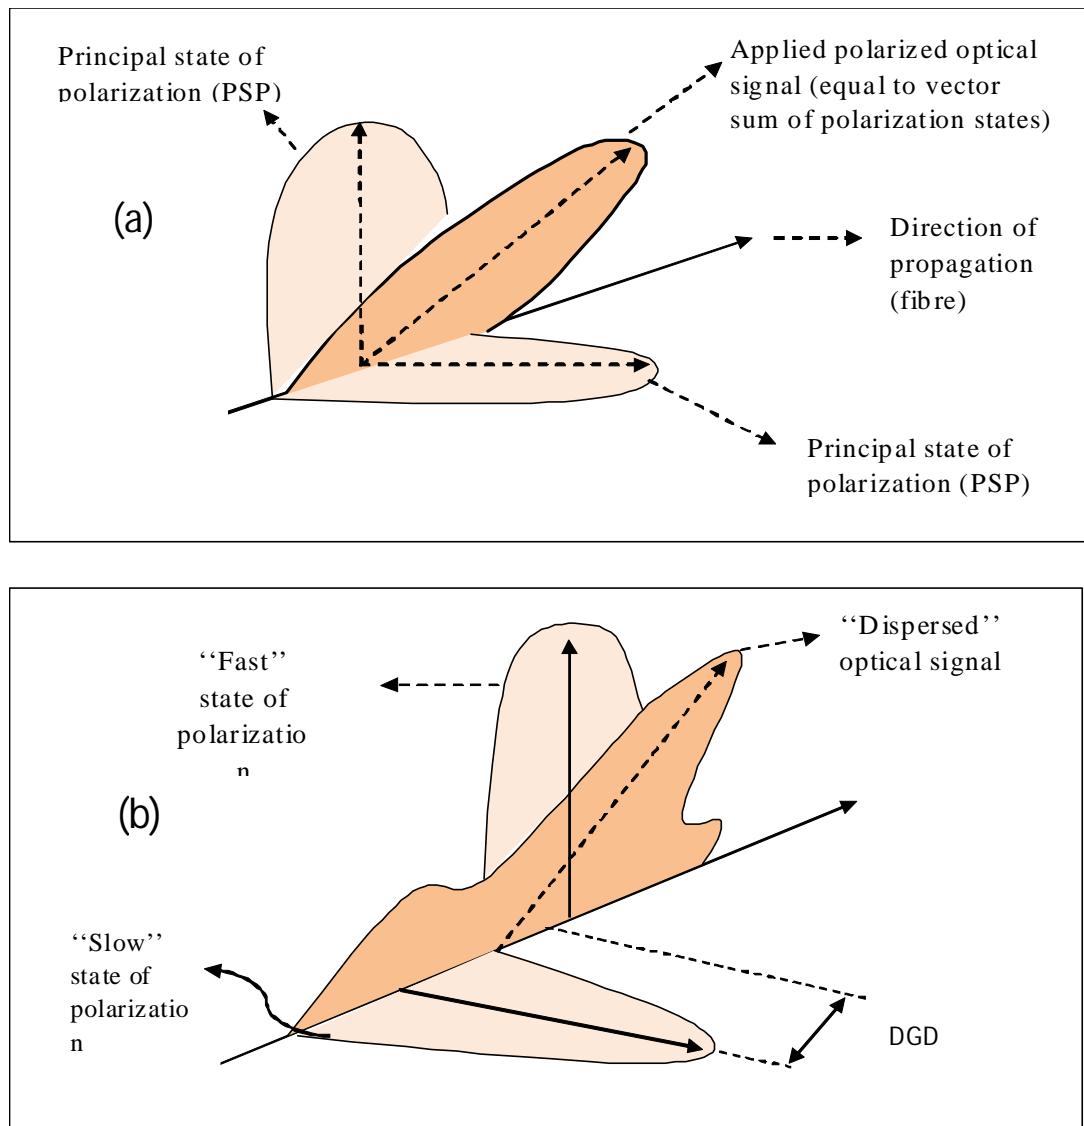 Principal state of
polarization (PSP)
Applied polarized optical
signal (equal to vector
sum of polarization states)
(a)
Direction of
propagation
(fibre)
Principal state of
polarization (PSP)
‘‘Fast’’
state of
polarizatio
n
‘‘Dispersed’’
optical signal
(b)
‘‘Slow’’
state of
polarizatio
n
DGD